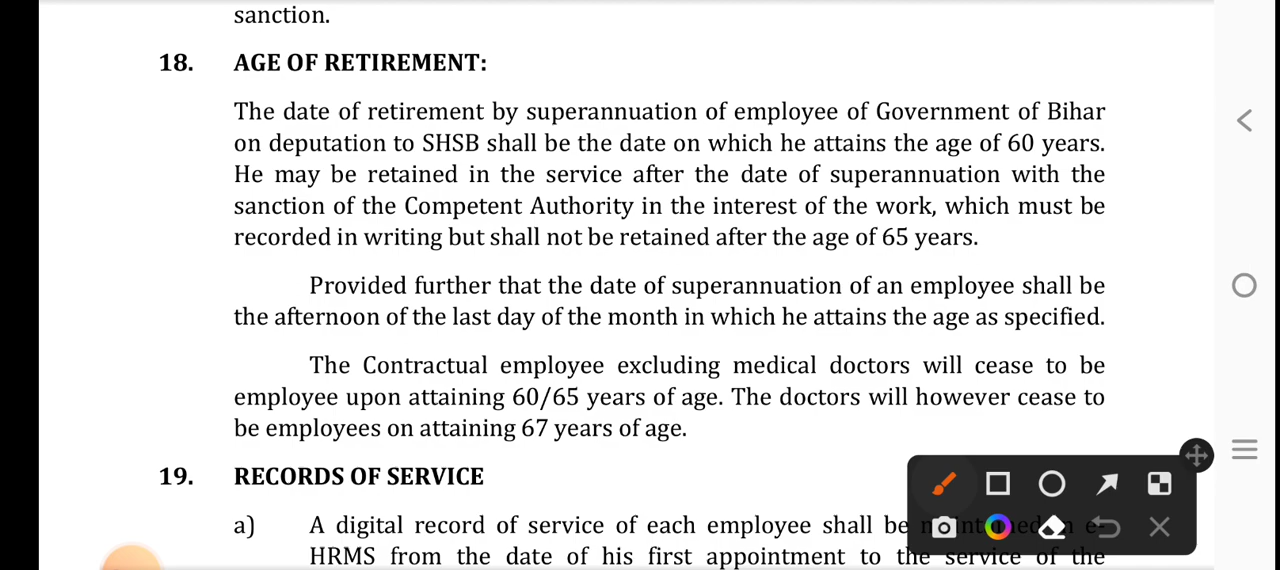 sanction.
18. AGE OF RETIREMENT:
The date of retirement by superannuation of employee of Government of Bihar
on deputation to SHSB shall be the date on which he attains the age of 60 years.
He may be retained in the service after the date of superannuation with the
sanction of the Competent Authority in the interest of the work, which must be
recorded in writing but shall not be retained after the age of 65 years.
Provided further that the date of superannuation of an employee shall be
the afternoon of the last day of the month in which he attains the age as specified.
The Contractual employee excluding medical doctors will cease to be
employee upon attaining 60/65 years of age. The doctors will however cease to
be employees on attaining 67 years of age.
19. RECORDS OF SERVICE
a) A digital record of service of each employee shall be e-
HRMS from the date of his first appointment to the service of the